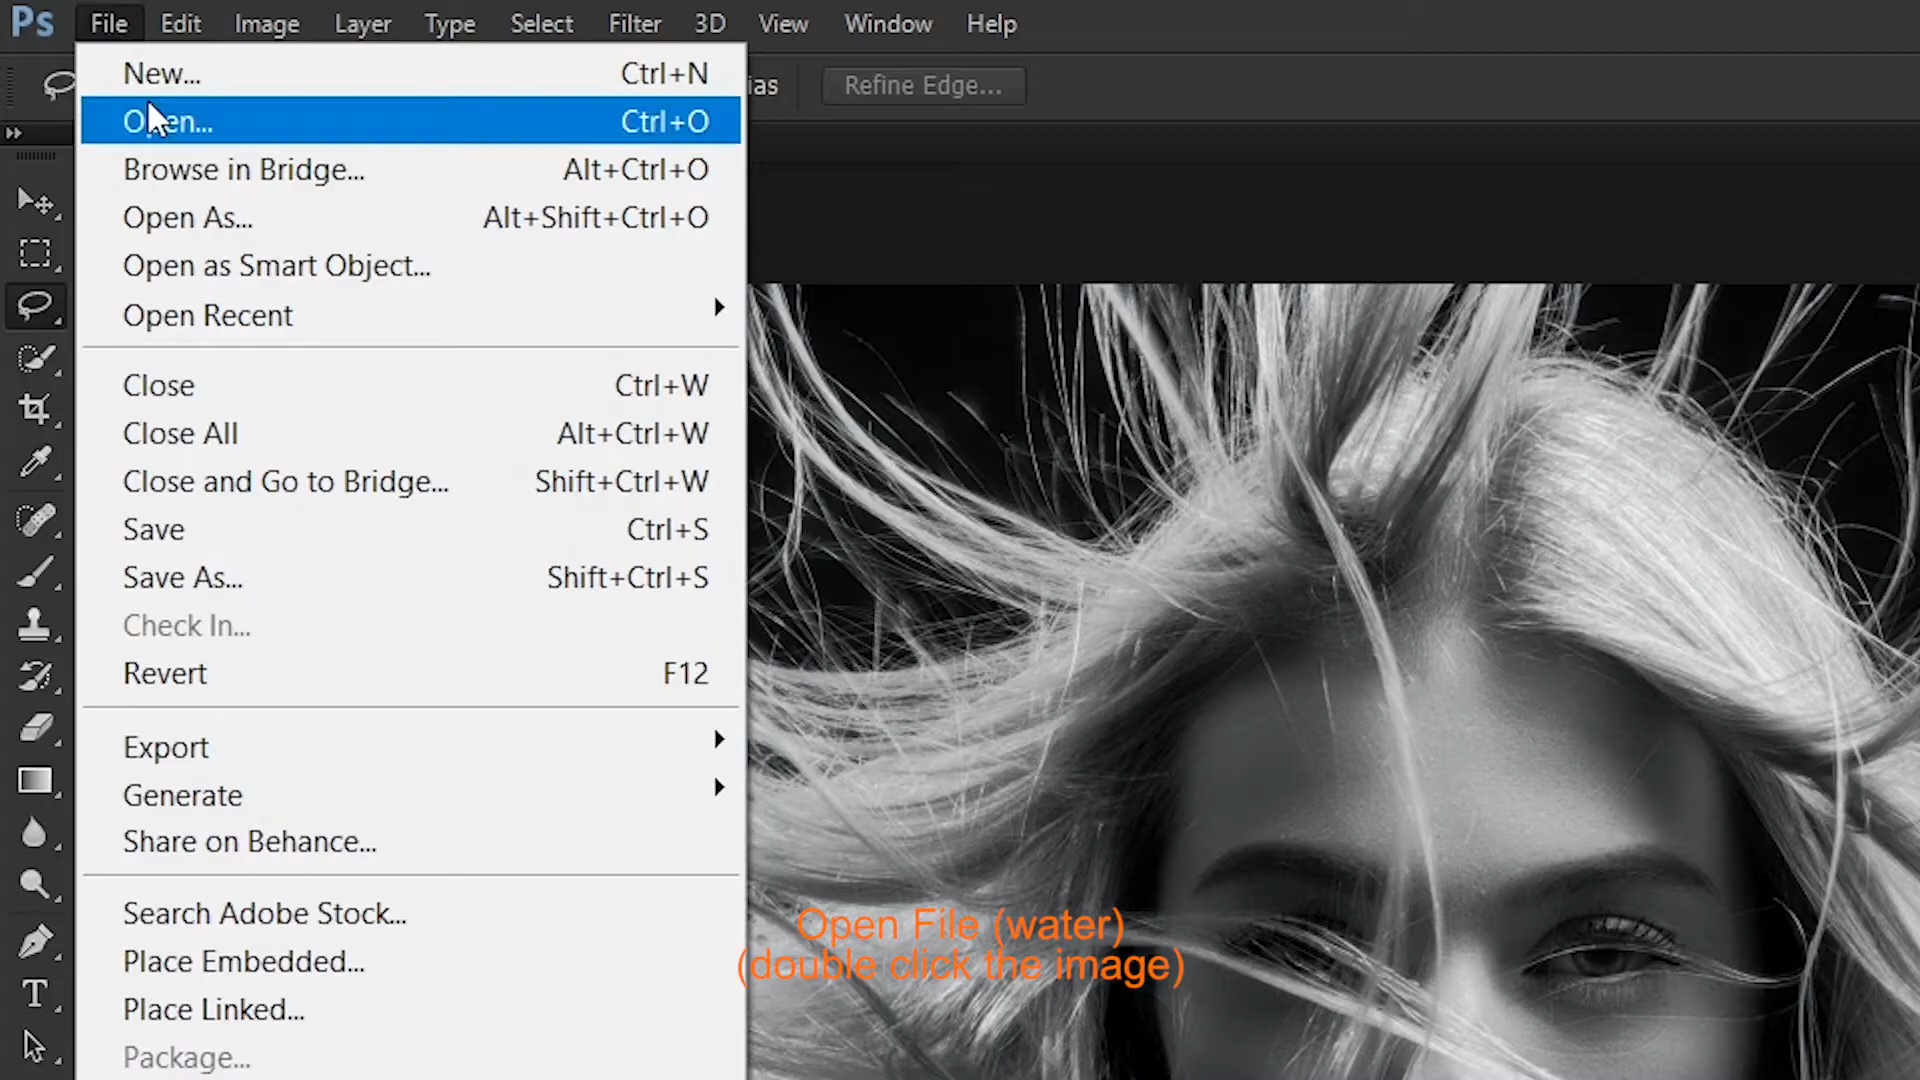 Ps File Edit Image Layer Type Select Filter 3D View Window Help
New... Ctrl+N
ias Refine Edge...
Open... Ctrl+O
Browse in Bridge... Alt+Ctrl+O
Open As... Alt+Shift+Ctrl+O
Open as Smart Object...
Open Recent
Close Ctrl+W
Close All Alt+Ctrl+W
Close and Go to Bridge... Shift+Ctrl+W
Save Ctrl+S
Save As... Shift+Ctrl+S
Check In...
Revert F12
Export
Generate
Share on Behance...
Search Adobe Stock...
Place Embedded...
Place Linked...
Package...
Open File (water)
(double click the image)